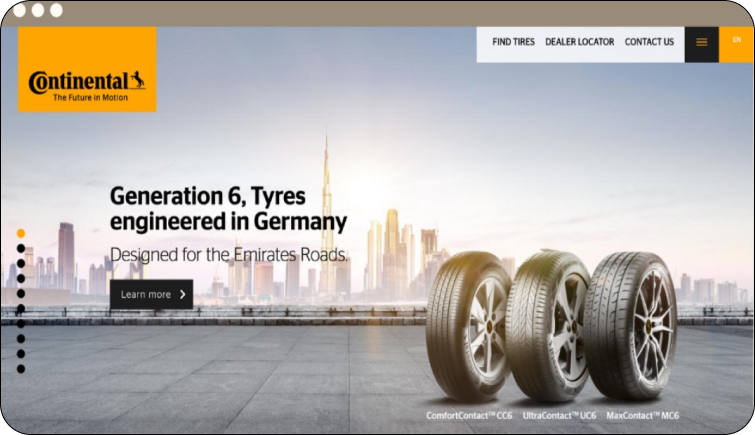 FIND TIRES DEALER LOCATOR CONTACT US EN
Continental
The Future in Motion
Generation 6, Tyres
engineered in Germany
Designed for the Emirates Roads.
Learn more
ComfortContact™ CC6 UltraContact™ UC6 MaxContact™ MC6